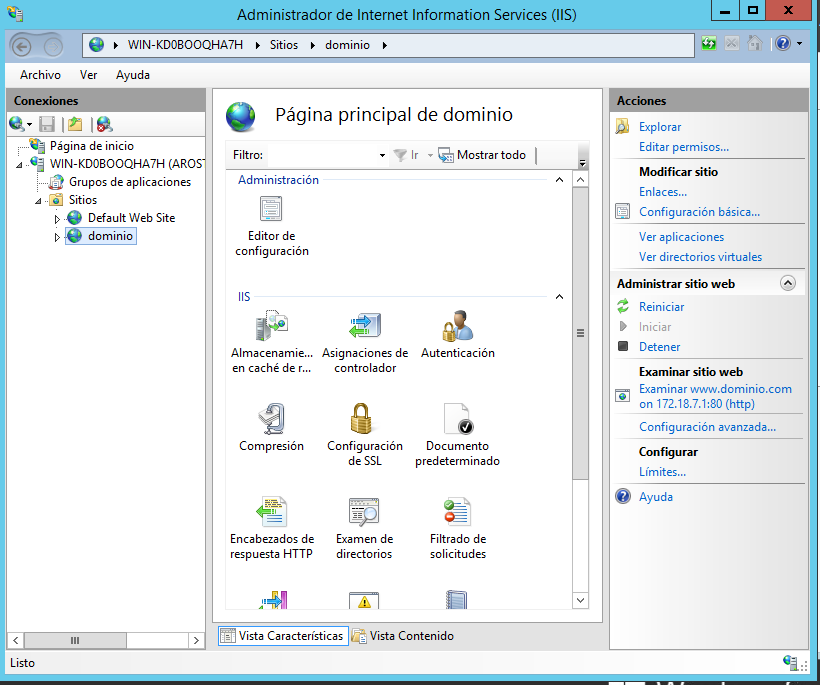 Administrador de Internet Information Services (IIS)
WIN-KD0BOOQHA7H
Sitios
dominio
Archivo Ver Ayuda
Conexiones
Página de inicio
WIN-KD0BOOQHA7H (AROST
Grupos de aplicaciones
Sitios
Default Web Site
dominio
Página principal de dominio
Filtro:
Ir
Mostrar todo
Administración
Editor de
configuración
IIS
Almacenamie...
en caché de r...
Asignaciones de
controlador
Autenticación
Compresión
Configuración
de SSL
Documento
predeterminado
Encabezados de
respuesta HTTP
Examen de
directorios
Filtrado de
solicitudes
Vista Características
Vista Contenido
Acciones
Explorar
Editar permisos...
Modificar sitio
Enlaces...
Configuración básica...
Ver aplicaciones
Ver directorios virtuales
Administrar sitio web
Reiniciar
Iniciar
Detener
Examinar sitio web
Examinar www.dominio.com
on 172.18.7.1:80 (http)
Configuración avanzada...
Configurar
Límites...
Ayuda
Listo